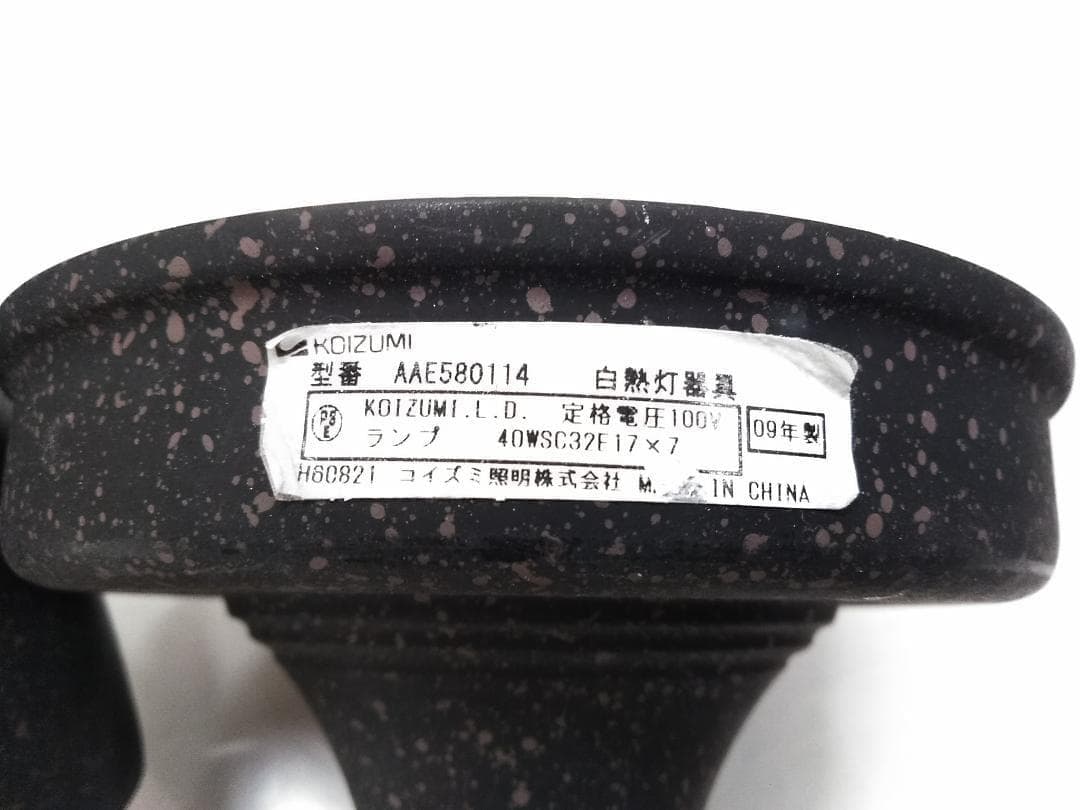 KOIZUMI
型番 AAE580114 白熱灯器具
PSE KOIZUMI.L.D. 定格電圧100V
ランプ 40WSC32E17×7
09年製
H60821 コイズミ照明株式会社 M. IN CHINA